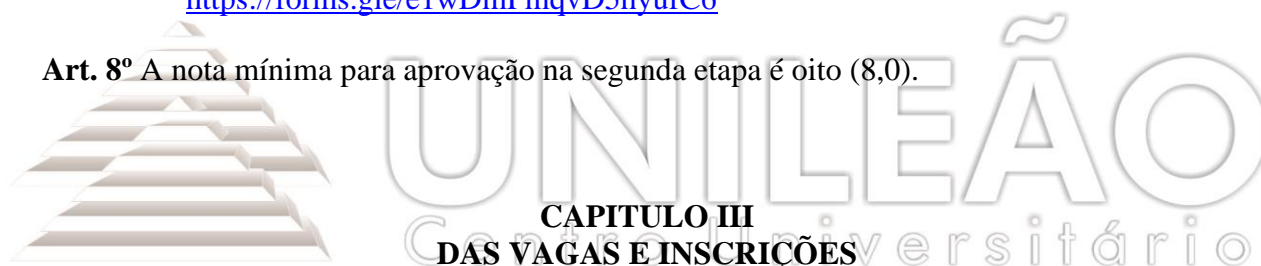 Art. 8º A nota mínima para aprovação na segunda etapa é oito (8,0).
UNILEÃO
CAPITULO III
Centro Universitário
DAS VAGAS E INSCRIÇÕES